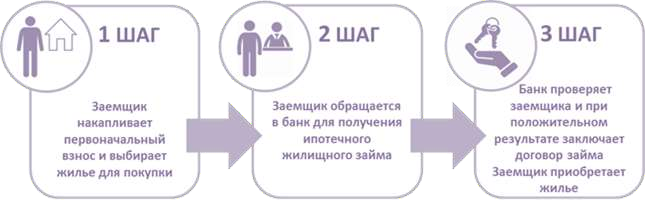 1 ШАГ
Заемщик
накапливает
первоначальный
взнос и выбирает
жилье для покупки
2 ШАГ
Заемщик обращается
в банк для получения
ипотечного
жилищного займа
3 ШАГ
Банк проверяет
заемщика и при
положительном
результате заключает
договор займа
Заемщик приобретает
жилье